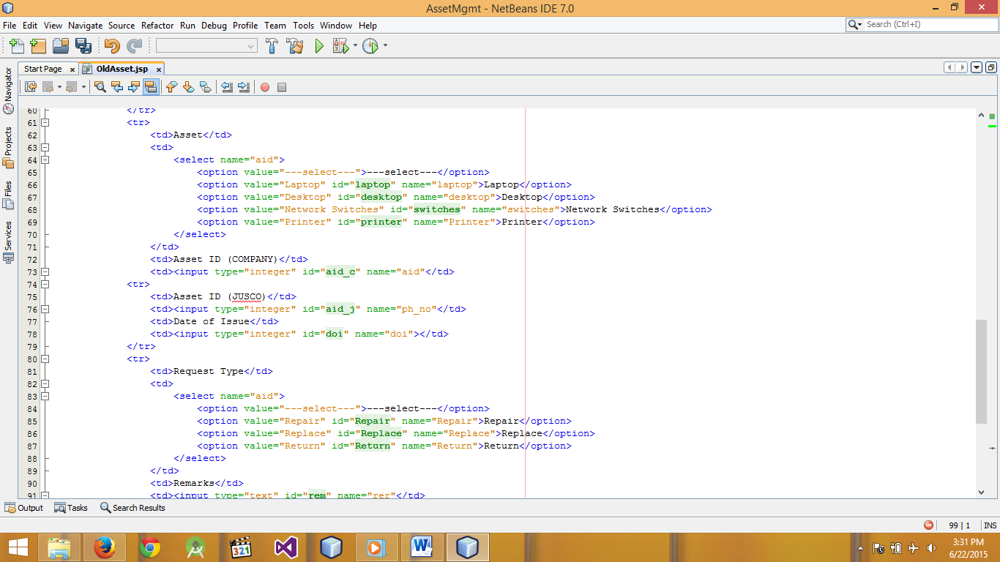 AssetMgmt - NetBeans IDE 7.0
File Edit View Navigate Source Refactor Run Debug Profile Team Tools Window Help
Search (Ctrl+I)
Start Page x OldAsset.jsp x
Navigator
Projects
Files
Services
60 </tr>
61 <tr>
62 <td>Asset</td>
63 <td>
64 <select name="aid">
65 <option value="---select---">---select---</option>
66 <option value="Laptop" id="laptop" name="laptop">Laptop</option>
67 <option value="Desktop" id="desktop" name="desktop">Desktop</option>
68 <option value="Network Switches" id="switches" name="switches">Network Switches</option>
69 <option value="Printer" id="printer" name="Printer">Printer</option>
70 </select>
71 </td>
72 <td>Asset ID (COMPANY)</td>
73 <td><input type="integer" id="aid_c" name="aid"</td>
74 <tr>
75 <td>Asset ID (JUSCO)</td>
76 <td><input type="integer" id="aid_j" name="ph_no"</td>
77 <td>Date of Issue</td>
78 <td><input type="integer" id="doi" name="doi"></td>
79 </tr>
80 <tr>
81 <td>Request Type</td>
82 <td>
83 <select name="aid">
84 <option value="---select---">---select---</option>
85 <option value="Repair" id="Repair" name="Repair">Repair</option>
86 <option value="Replace" id="Replace" name="Replace">Replace</option>
87 <option value="Return" id="Return" name="Return">Return</option>
88 </select>
89 </td>
90 <td>Remarks</td>
91 <td><input type="text" id="rem" name="rer"</td>
Output Tasks Search Results
99 | 1 INS
321
3:31 PM
6/22/2015